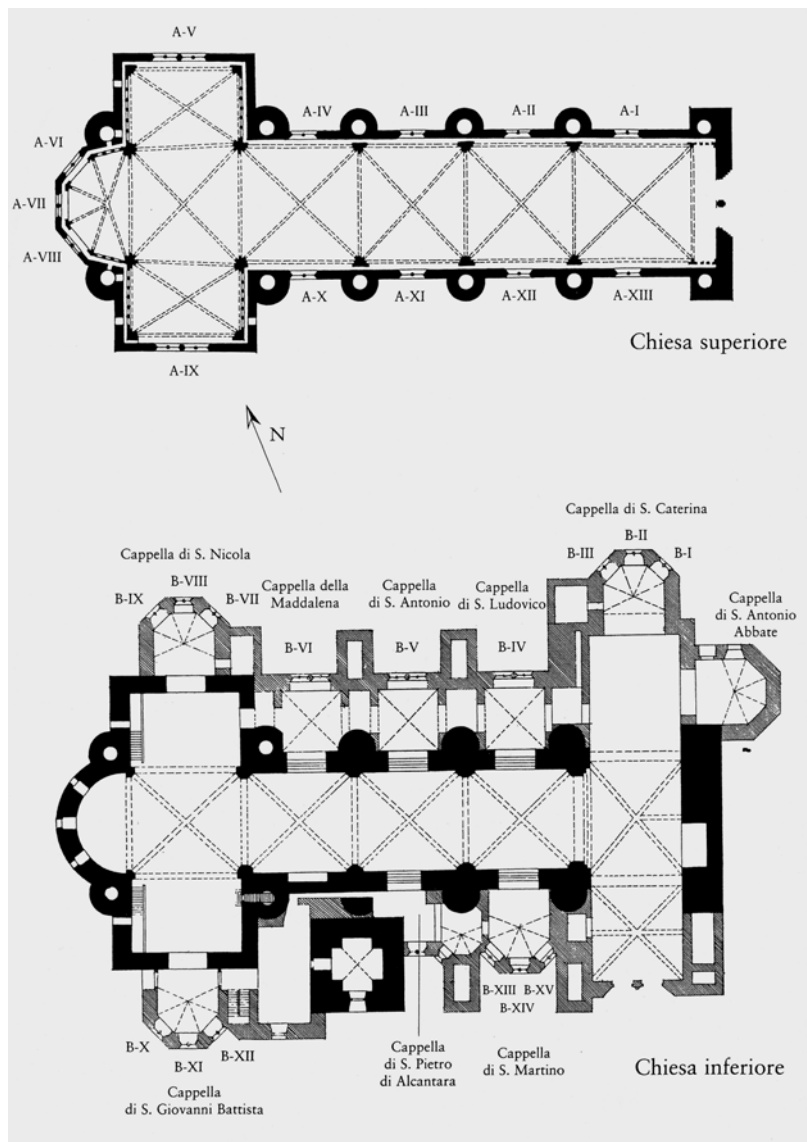 A-V
A-IV
A-III
A-II
A-I
A-VI
A-VII
A-VIII
A-X
A-XI
A-XII
A-XIII
Chiesa superiore
A-IX
N
Cappella di S. Caterina
B-II
B-III
B-I
Cappella di S. Nicola
B-VIII
B-IX
B-VII
Cappella della
Maddalena
Cappella
di S. Antonio
Cappella
di S. Ludovico
Cappella
di S. Antonio
Abbate
B-VI
B-V
B-IV
B-XIII B-XV
B-XIV
B-X
B-XI
B-XII
Cappella
di S. Giovanni Battista
Cappella
di S. Pietro
di Alcantara
Cappella
di S. Martino
Chiesa inferiore